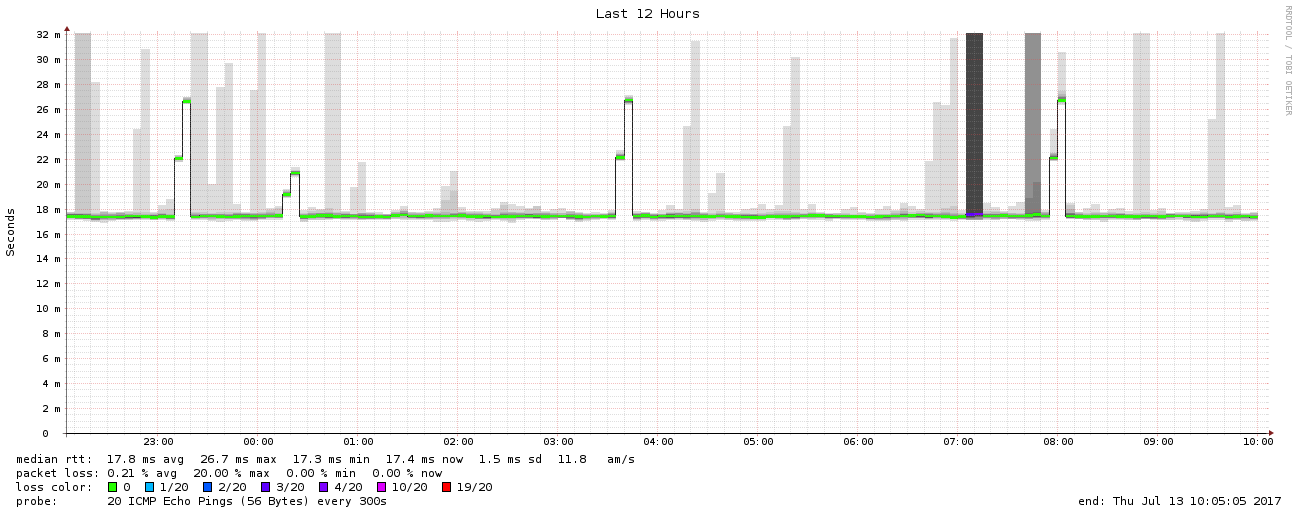 Last 12 Hours
RRDTOOL / TOBI OETIKER
Seconds
32 m
30 m
28 m
26 m
24 m
22 m
20 m
18 m
16 m
14 m
12 m
10 m
8 m
6 m
4 m
2 m
0
23:00 00:00 01:00 02:00 03:00 04:00 05:00 06:00 07:00 08:00 09:00 10:00
median rtt: 17.8 ms avg 26.7 ms max 17.3 ms min 17.4 ms now 1.5 ms sd 11.8 am/s
packet loss: 0.21 % avg 20.00 % max 0.00 % min 0.00 % now
loss color: 0 1/20 2/20 3/20 4/20 10/20 19/20
probe: 20 ICMP Echo Pings (56 Bytes) every 300s end: Thu Jul 13 10:05:05 2017